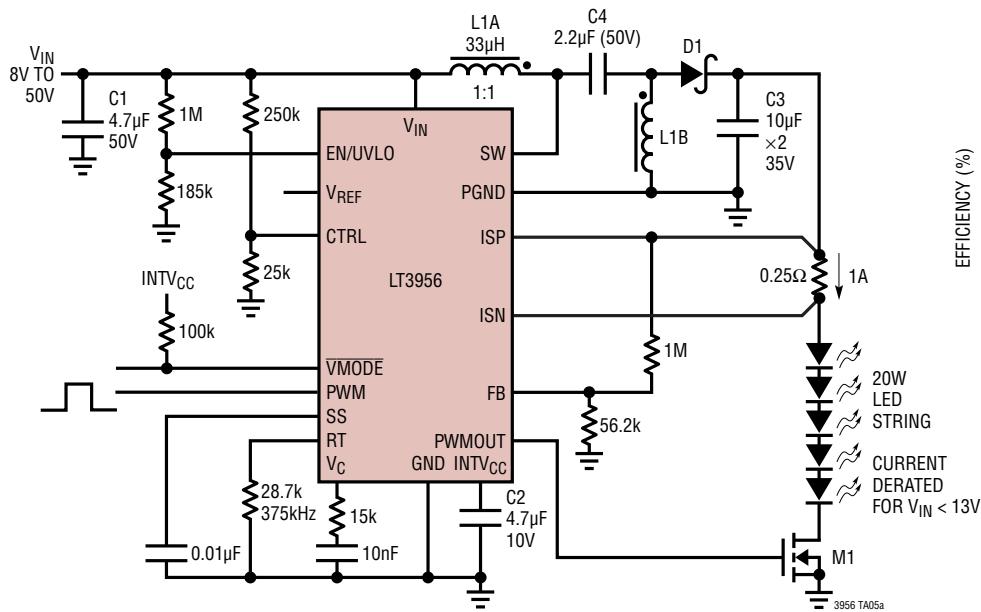 V_IN
8V TO
50V
C1
4.7µF
50V
1M
185k
250k
25k
INTV_CC
100k
L1A
33µH
1:1
C4
2.2µF (50V)
D1
L1B
C3
10µF
×2
35V
V_IN
EN/UVLO
V_REF
CTRL
LT3956
VMODE
PWM
SS
RT
V_C
GND
INTV_CC
SW
PGND
ISP
ISN
FB
PWMOUT
0.25Ω
1A
1M
56.2k
20W
LED
STRING
CURRENT
DERATED
FOR V_IN < 13V
M1
0.01µF
28.7k
375kHz
15k
10nF
C2
4.7µF
10V
3956 TA05a
EFFICIENCY (%)